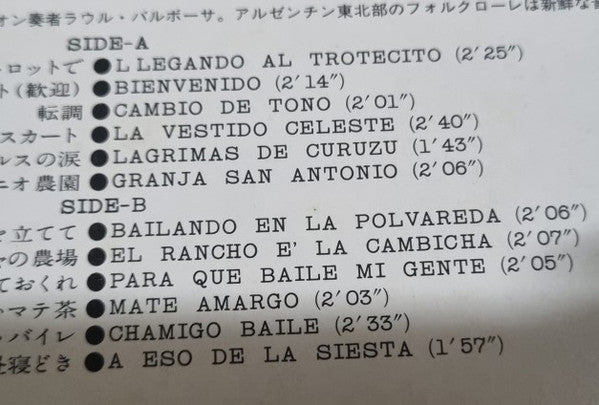 オン奏者ラウル・バルボーサ。アルゼンチン東北部のフォルクローレは新鮮な
SIDE-A
ロットで ●L LEGANDO AL TROTECITO (2′25″)
ト(歓迎) ●BIENVENIDO (2′14″)
転調 ●CAMBIO DE TONO (2′01″)
スカート ●LA VESTIDO CELESTE (2′40″)
ルスの涙 ●LAGRIMAS DE CURUZU (1′43″)
ニオ農園 ●GRANJA SAN ANTONIO (2′06″)
SIDE-B
立てて ●BAILANDO EN LA POLVAREDA (2′06″)
の農場 ●EL RANCHO E′ LA CAMBICHA (2′07″)
ておくれ ●PARA QUE BAILE MI GENTE (2′05″)
マテ茶 ●MATE AMARGO (2′03″)
・バイレ ●CHAMIGO BAILE (2′33″)
昼寝どき ●A ESO DE LA SIESTA (1′57″)